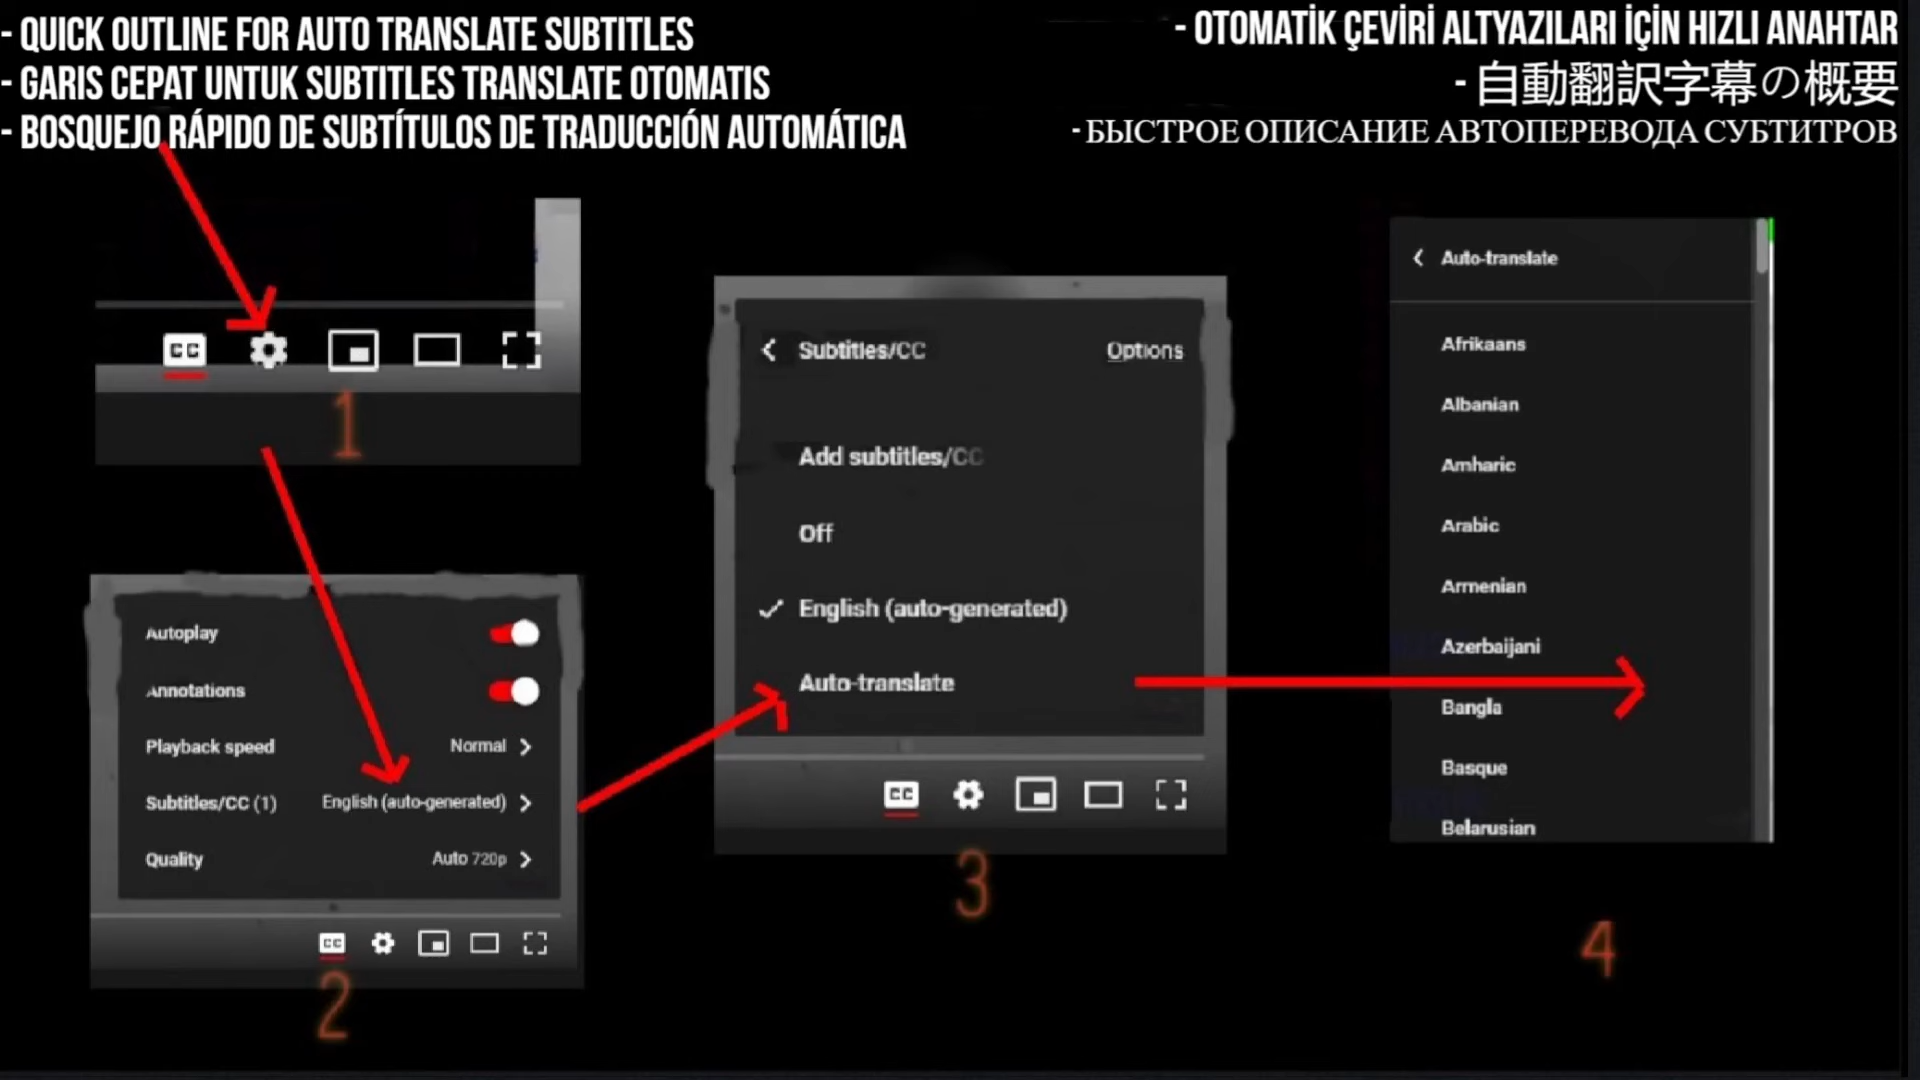 - QUICK OUTLINE FOR AUTO TRANSLATE SUBTITLES
- GARIS CEPAT UNTUK SUBTITLES TRANSLATE OTOMATIS
- BOSQUEJO RÁPIDO DE SUBTÍTULOS DE TRADUCCIÓN AUTOMÁTICA
- OTOMATİK ÇEVİRİ ALTYAZILARI İÇİN HIZLI ANAHTAR
- 自動翻訳字幕の概要
- БЫСТРОЕ ОПИСАНИЕ АВТОПЕРЕВОДА СУБТИТРОВ
CC
1
Autoplay
Annotations
Playback speed Normal
Subtitles/CC (1) English (auto-generated)
Quality Auto 720p
CC
2
Subtitles/CC Options
Add subtitles/CC
Off
English (auto-generated)
Auto-translate
CC
3
Auto-translate
Afrikaans
Albanian
Amharic
Arabic
Armenian
Azerbaijani
Bangla
Basque
Belarusian
4